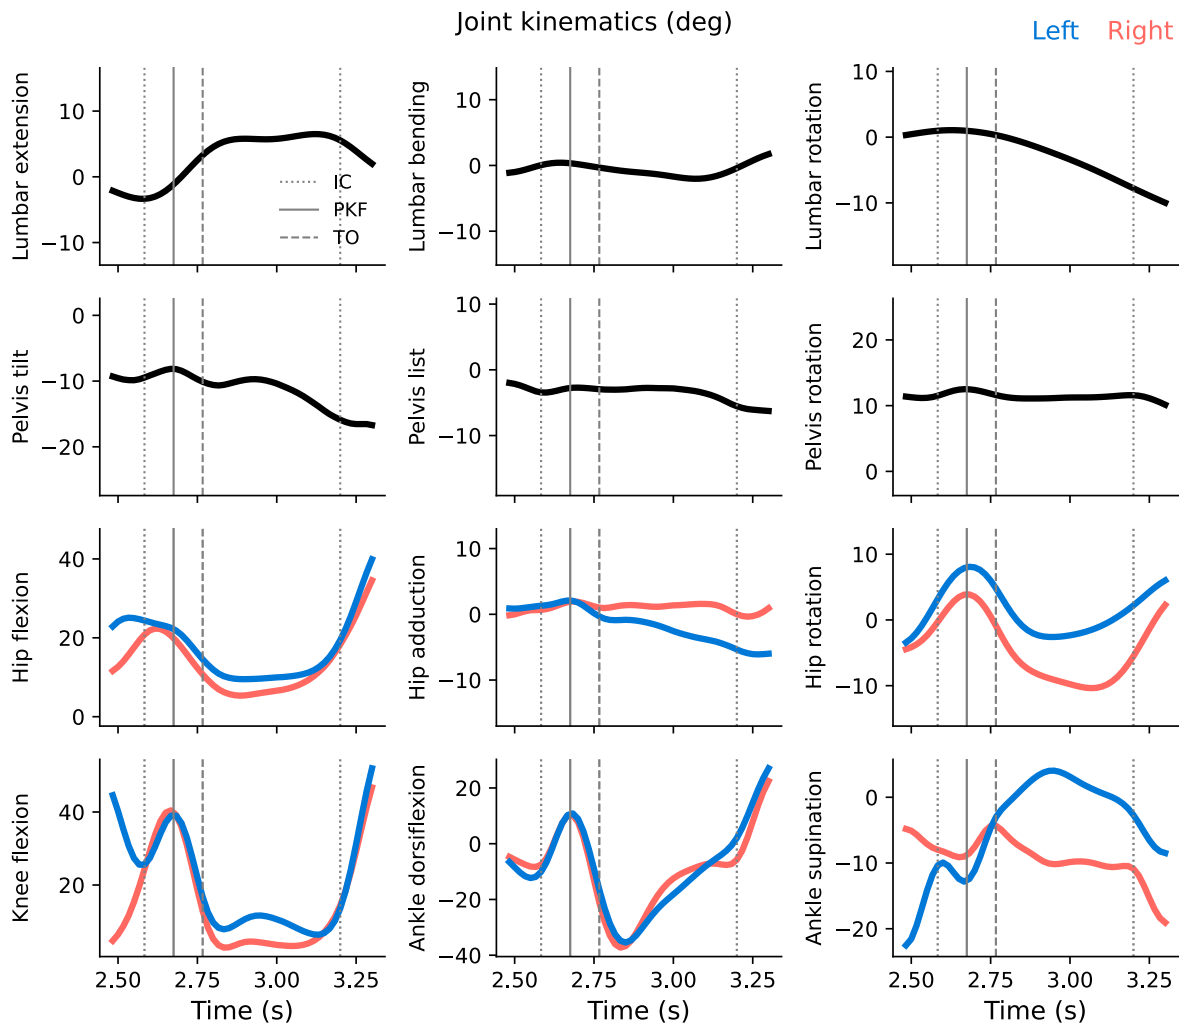 Joint kinematics (deg)
Left Right
Lumbar extension
10
0
−10
IC
PKF
TO
Lumbar bending
10
0
−10
Lumbar rotation
10
0
−10
Pelvis tilt
0
−10
−20
Pelvis list
10
0
−10
Pelvis rotation
20
10
0
Hip flexion
40
20
0
Hip adduction
10
0
−10
Hip rotation
10
0
−10
Knee flexion
40
20
2.50 2.75 3.00 3.25
Time (s)
Ankle dorsiflexion
20
0
−20
−40
2.50 2.75 3.00 3.25
Time (s)
Ankle supination
0
−10
−20
2.50 2.75 3.00 3.25
Time (s)